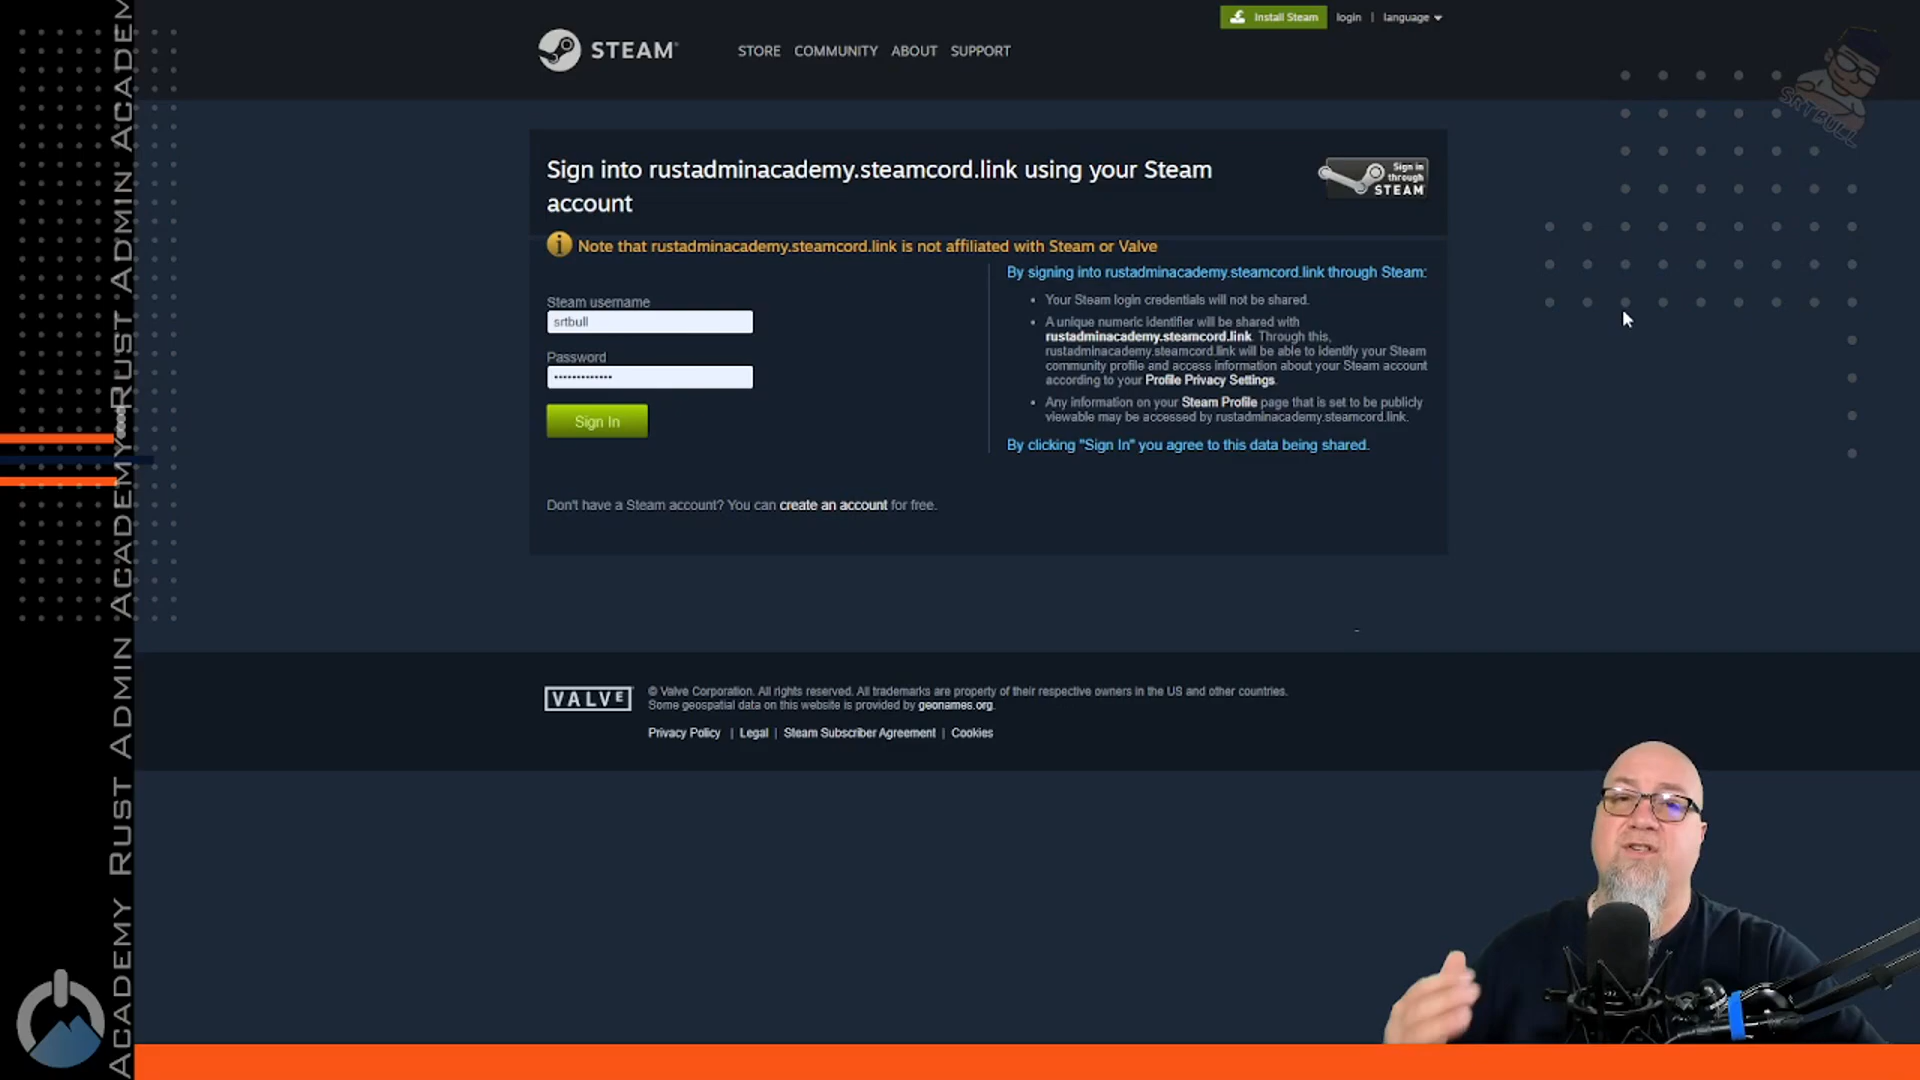 Install Steam login | language
STEAM STORE COMMUNITY ABOUT SUPPORT
SRTBULL
Sign into rustadminacademy.steamcord.link using your Steam
account
Sign in
through
STEAM
Note that rustadminacademy.steamcord.link is not affiliated with Steam or Valve
Steam username
srtbull
Password
•••••••••••••
Sign In
By signing into rustadminacademy.steamcord.link through Steam:
• Your Steam login credentials will not be shared.
• A unique numeric identifier will be shared with
rustadminacademy.steamcord.link. Through this,
rustadminacademy.steamcord.link will be able to identify your Steam
community profile and access information about your Steam account
according to your Profile Privacy Settings.
• Any information on your Steam Profile page that is set to be publicly
viewable may be accessed by rustadminacademy.steamcord.link.
By clicking "Sign In" you agree to this data being shared.
Don't have a Steam account? You can create an account for free.
VALVE
© Valve Corporation. All rights reserved. All trademarks are property of their respective owners in the US and other countries.
Some geospatial data on this website is provided by geonames.org.
Privacy Policy | Legal | Steam Subscriber Agreement | Cookies
ACADEMY RUST ADMIN ACADEMY RUST ADMIN ACADEM